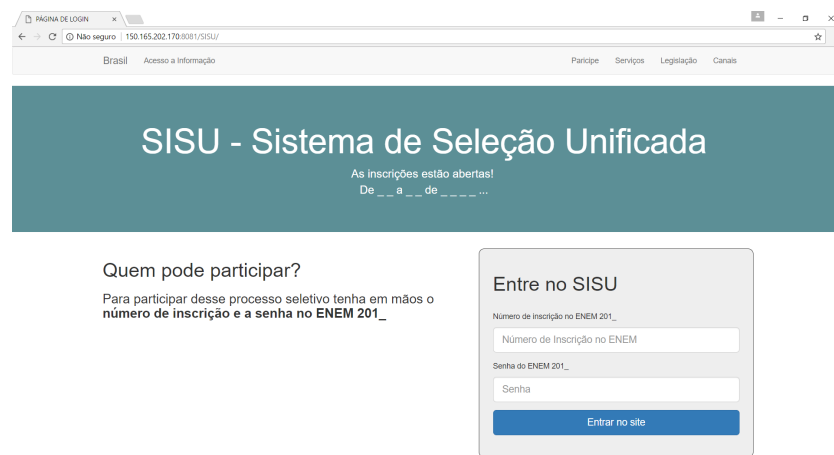 PÁGINA DE LOGIN
Não seguro | 150.165.202.170:8081/SISU/
Brasil Acesso a Informação Paricipe Serviços Legislação Canais
SISU - Sistema de Seleção Unificada
As inscrições estão abertas!
De _ _ a _ _ de _ _ _ _ ...
Quem pode participar?
Para participar desse processo seletivo tenha em mãos o
número de inscrição e a senha no ENEM 201_
Entre no SISU
Número de inscrição no ENEM 201_
Número de Inscrição no ENEM
Senha do ENEM 201_
Senha
Entrar no site